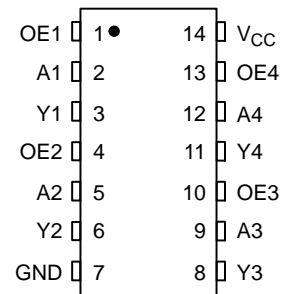 OE1 1 14 VCC
A1 2 13 OE4
Y1 3 12 A4
OE2 4 11 Y4
A2 5 10 OE3
Y2 6 9 A3
GND 7 8 Y3